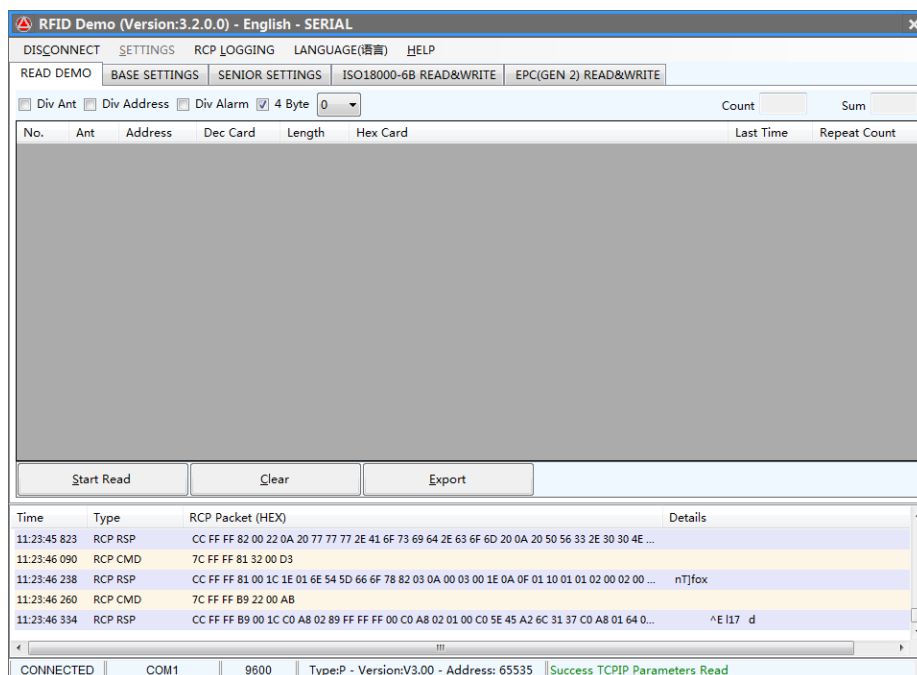 RFID Demo (Version:3.2.0.0) - English - SERIAL
DISCONNECT SETTINGS RCP LOGGING LANGUAGE(语言) HELP
READ DEMO BASE SETTINGS SENIOR SETTINGS ISO18000-6B READ&WRITE EPC(GEN 2) READ&WRITE
Div Ant Div Address Div Alarm 4 Byte 0 Count Sum
No. Ant Address Dec Card Length Hex Card Last Time Repeat Count
Start Read Clear Export
Time Type RCP Packet (HEX) Details
11:23:45 823 RCP RSP CC FF FF 82 00 22 0A 20 77 77 77 2E 41 6F 73 69 64 2E 63 6F 6D 20 0A 20 50 56 33 2E 30 30 4E ...
11:23:46 090 RCP CMD 7C FF FF 81 32 00 D3
11:23:46 238 RCP RSP CC FF FF 81 00 1C 1E 01 6E 54 5D 66 6F 78 82 03 0A 00 03 00 1E 0A 0F 01 10 01 01 02 00 02 00 ... nT]fox
11:23:46 260 RCP CMD 7C FF FF B9 22 00 AB
11:23:46 334 RCP RSP CC FF FF B9 00 1C C0 A8 02 89 FF FF FF 00 C0 A8 02 01 00 C0 5E 45 A2 6C 31 37 C0 A8 01 64 0... ^E l17 d
CONNECTED COM1 9600 Type:P - Version:V3.00 - Address: 65535 Success TCPIP Parameters Read